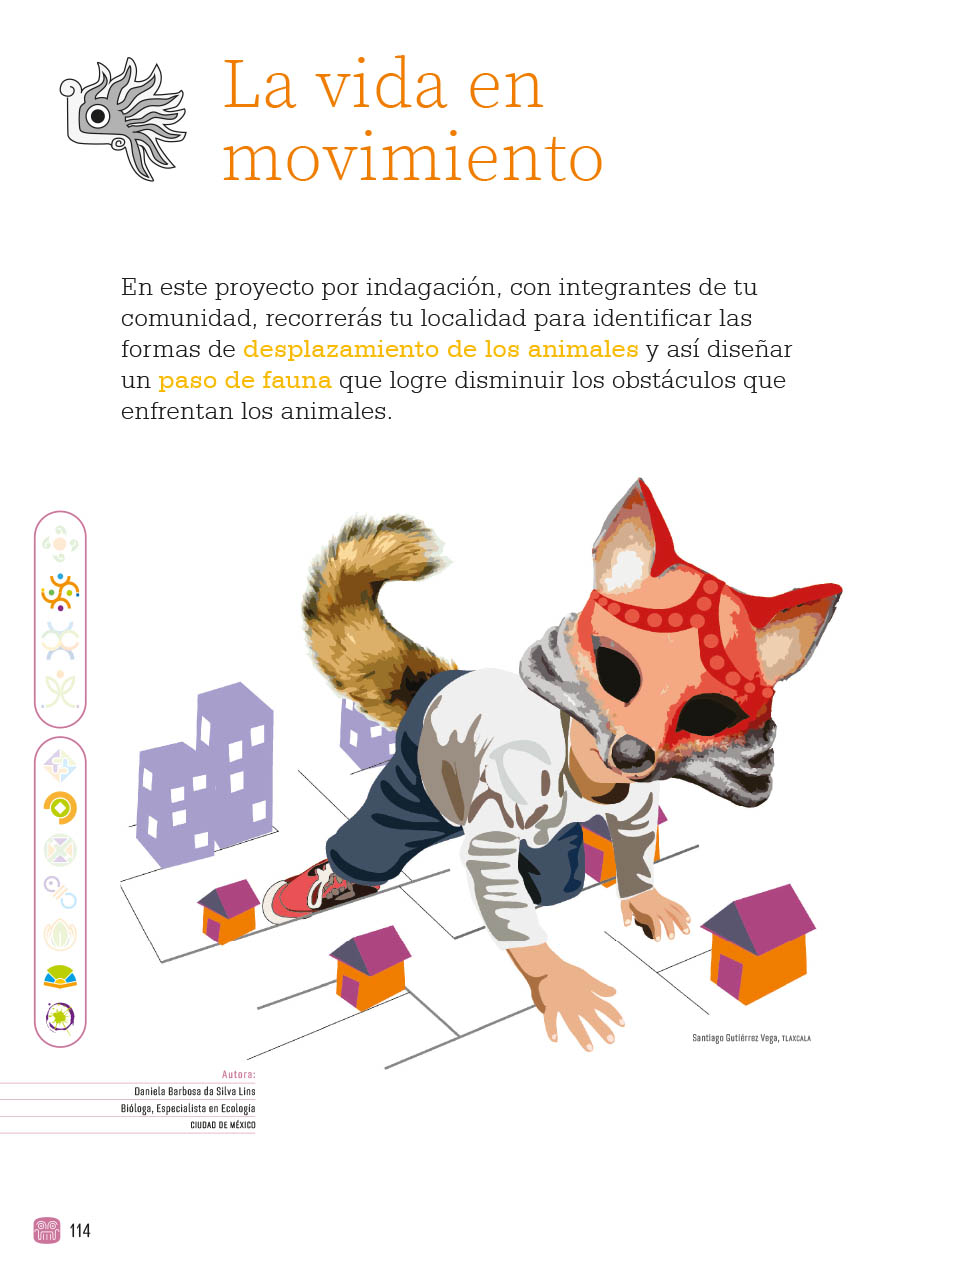 La vida en
movimiento
En este proyecto por indagación, con integrantes de tu
comunidad, recorrerás tu localidad para identificar las
formas de desplazamiento de los animales y así diseñar
un paso de fauna que logre disminuir los obstáculos que
enfrentan los animales.
Santiago Gutiérrez Vega, TLAXCALA
Autora:
Daniela Barbosa da Silva Lins
Bióloga, Especialista en Ecología
CIUDAD DE MÉXICO
114